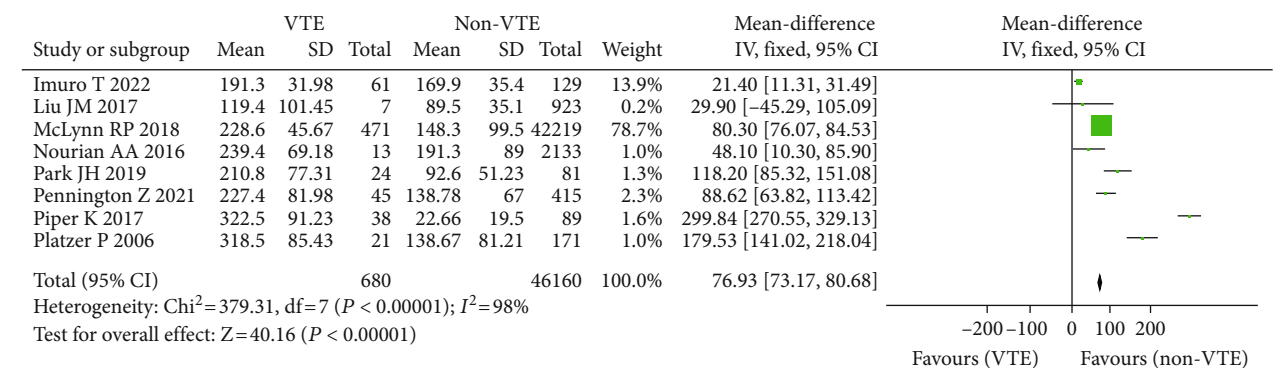 VTE Non-VTE Mean-difference Mean-difference
Study or subgroup Mean SD Total Mean SD Total Weight IV, fixed, 95% CI IV, fixed, 95% CI
Imuro T 2022 191.3 31.98 61 169.9 35.4 129 13.9% 21.40 [11.31, 31.49]
Liu JM 2017 119.4 101.45 7 89.5 35.1 923 0.2% 29.90 [−45.29, 105.09]
McLynn RP 2018 228.6 45.67 471 148.3 99.5 42219 78.7% 80.30 [76.07, 84.53]
Nourian AA 2016 239.4 69.18 13 191.3 89 2133 1.0% 48.10 [10.30, 85.90]
Park JH 2019 210.8 77.31 24 92.6 51.23 81 1.3% 118.20 [85.32, 151.08]
Pennington Z 2021 227.4 81.98 45 138.78 67 415 2.3% 88.62 [63.82, 113.42]
Piper K 2017 322.5 91.23 38 22.66 19.5 89 1.6% 299.84 [270.55, 329.13]
Platzer P 2006 318.5 85.43 21 138.67 81.21 171 1.0% 179.53 [141.02, 218.04]
Total (95% CI) 680 46160 100.0% 76.93 [73.17, 80.68]
Heterogeneity: Chi²=379.31, df=7 (P < 0.00001); I²=98%
Test for overall effect: Z=40.16 (P < 0.00001)
−200 −100 0 100 200
Favours (VTE) Favours (non-VTE)